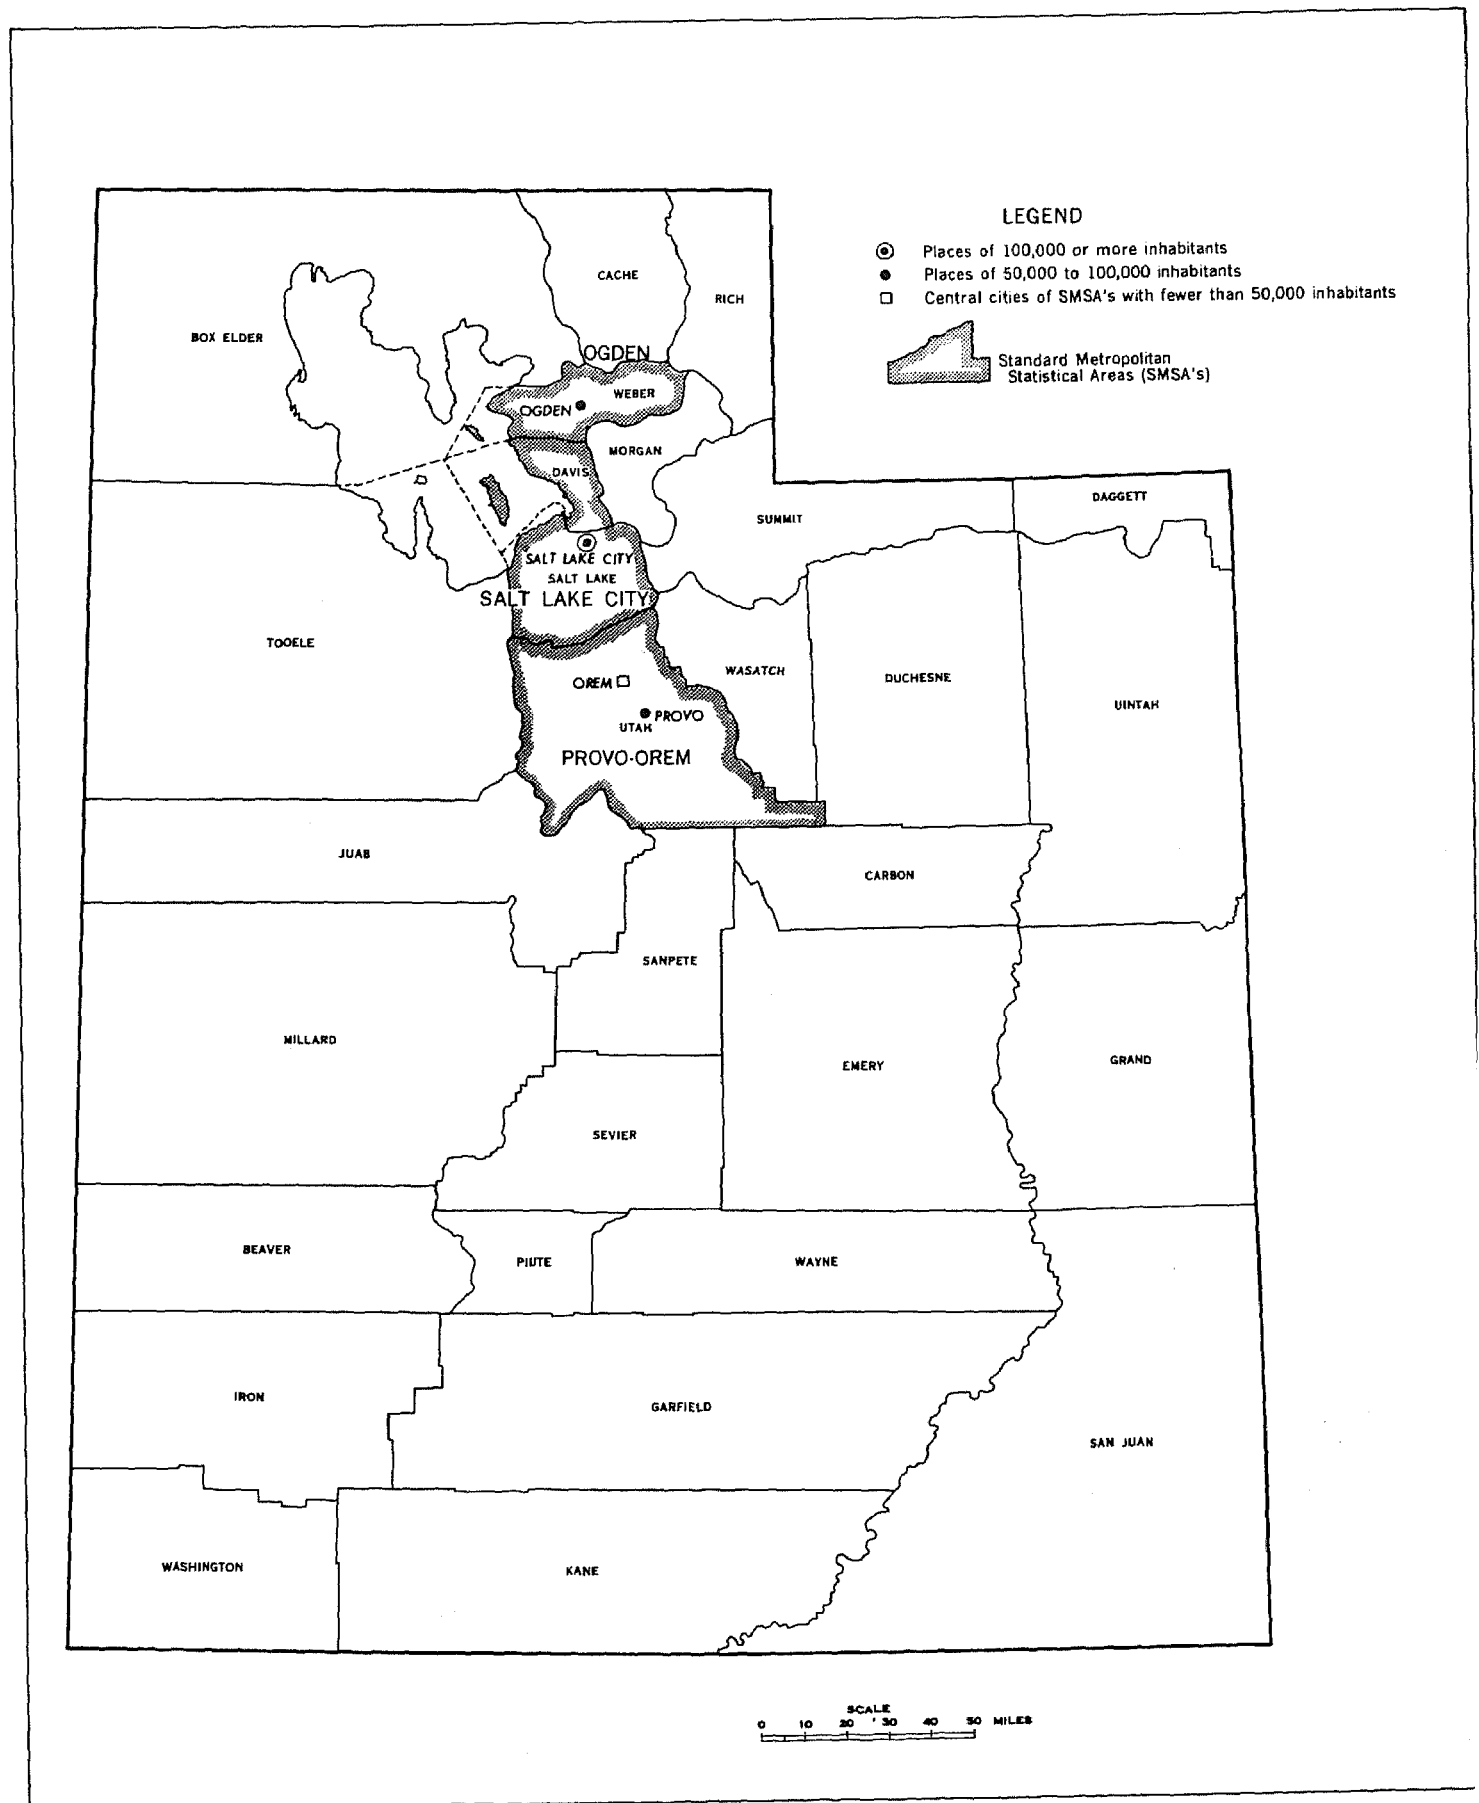 LEGEND
Places of 100,000 or more inhabitants
Places of 50,000 to 100,000 inhabitants
Central cities of SMSA's with fewer than 50,000 inhabitants
Standard Metropolitan
Statistical Areas (SMSA's)
CACHE
RICH
BOX ELDER
OGDEN
WEBER
OGDEN
MORGAN
DAVIS
DAGGETT
SUMMIT
SALT LAKE CITY
SALT LAKE
SALT LAKE CITY
TOOELE
WASATCH
DUCHESNE
OREM
UINTAH
PROVO
UTAH
PROVO-OREM
JUAB
CARBON
SANPETE
MILLARD
EMERY
GRAND
SEVIER
BEAVER
PIUTE
WAYNE
IRON
GARFIELD
SAN JUAN
WASHINGTON
KANE
SCALE
0 10 20 30 40 50 MILES